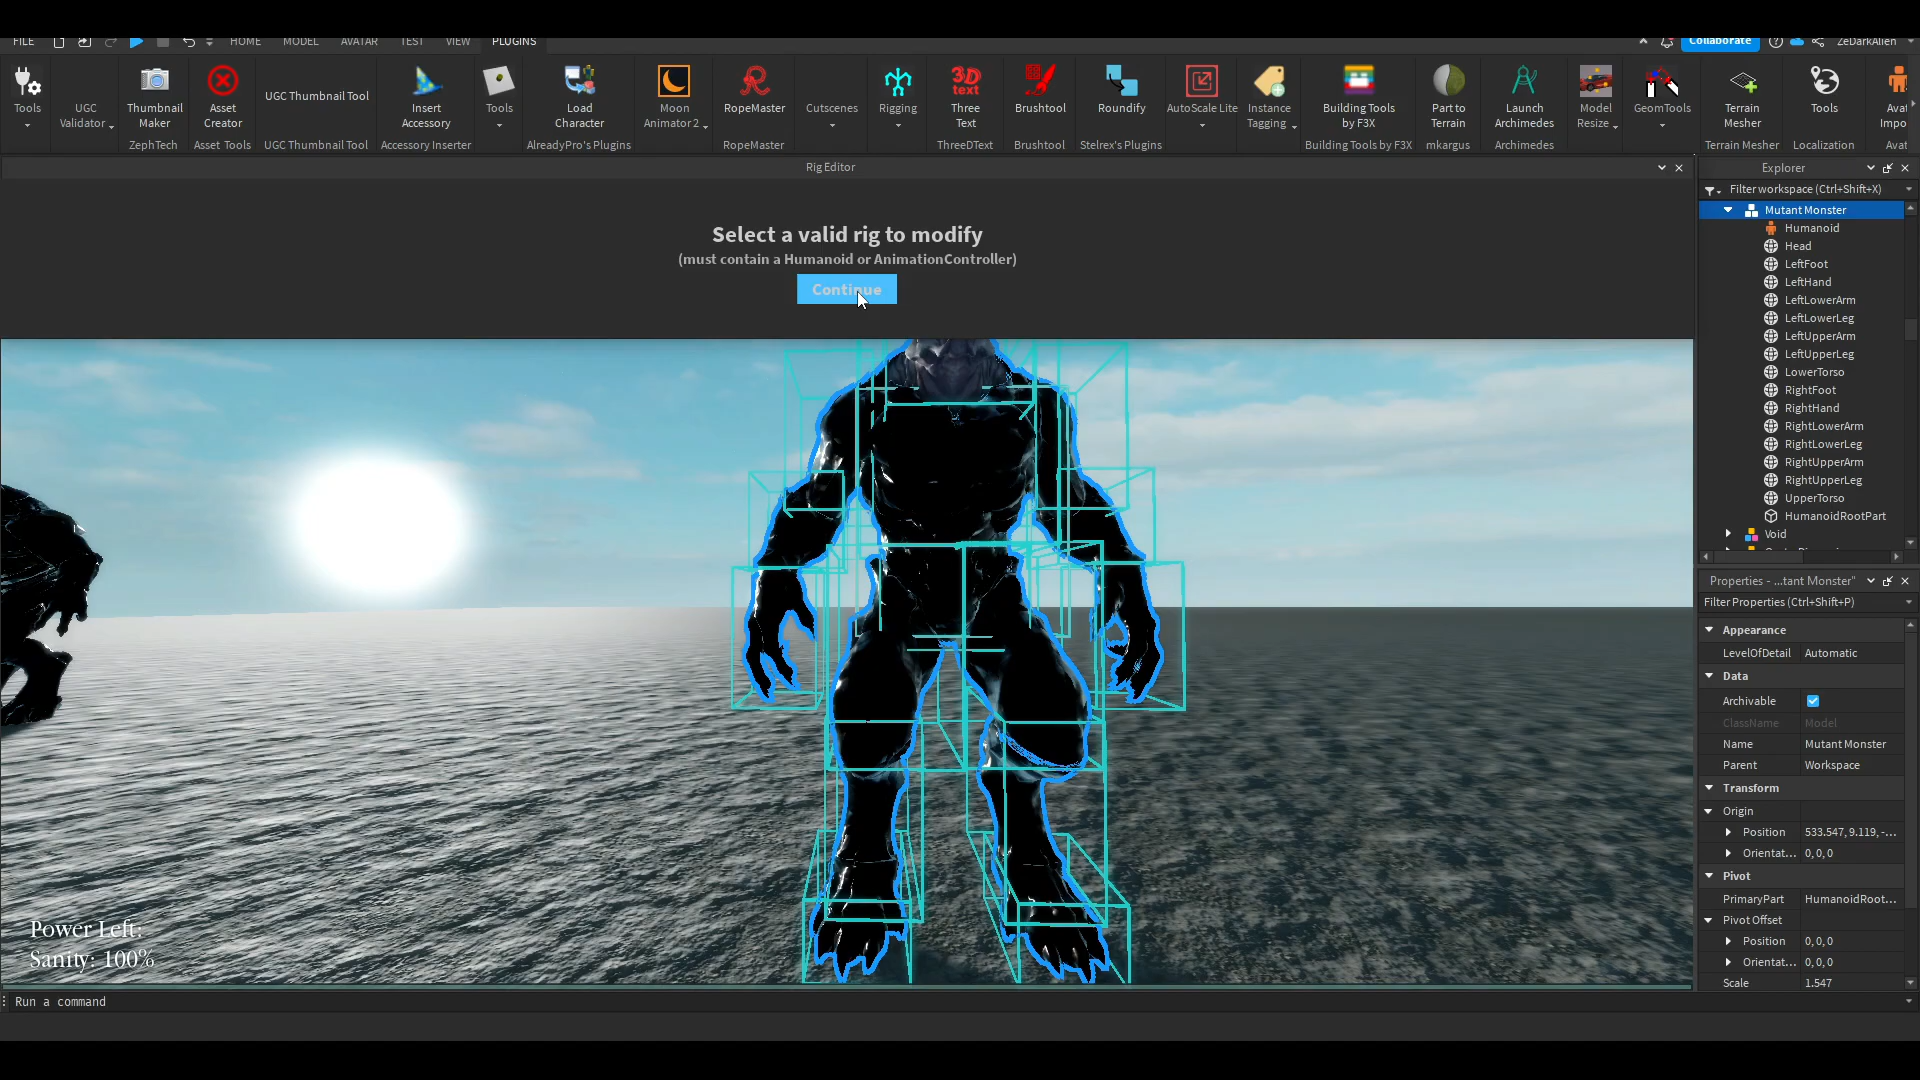 FILE HOME MODEL AVATAR TEST VIEW PLUGINS Collaborate ZeDarkAlien
Tools
UGC Validator
Thumbnail Maker
ZephTech
Asset Creator
Asset Tools
UGC Thumbnail Tool
UGC Thumbnail Tool
Insert Accessory
Accessory Inserter
Tools
Load Character
AlreadyPro's Plugins
Moon Animator 2
RopeMaster
RopeMaster
Cutscenes
Rigging
3D text
Three Text
ThreeDText
Brushtool
Brushtool
Roundify
Stelrex's Plugins
AutoScale Lite
Instance Tagging
Building Tools by F3X
Building Tools by F3X
Part to Terrain
mkargus
Launch Archimedes
Archimedes
Model Resize
GeomTools
Terrain Mesher
Terrain Mesher
Tools
Localization
Ava
Impo
Avat
Rig Editor
Select a valid rig to modify
(must contain a Humanoid or AnimationController)
Continue
Power Left:
Sanity: 100%
Run a command
Explorer
Filter workspace (Ctrl+Shift+X)
Mutant Monster
Humanoid
Head
LeftFoot
LeftHand
LeftLowerArm
LeftLowerLeg
LeftUpperArm
LeftUpperLeg
LowerTorso
RightFoot
RightHand
RightLowerArm
RightLowerLeg
RightUpperArm
RightUpperLeg
UpperTorso
HumanoidRootPart
Void
Properties - ...tant Monster"
Filter Properties (Ctrl+Shift+P)
Appearance
LevelOfDetail Automatic
Data
Archivable
ClassName Model
Name Mutant Monster
Parent Workspace
Transform
Origin
Position 533.547, 9.119, -...
Orientat... 0, 0, 0
Pivot
PrimaryPart HumanoidRoot...
Pivot Offset
Position 0, 0, 0
Orientat... 0, 0, 0
Scale 1.547